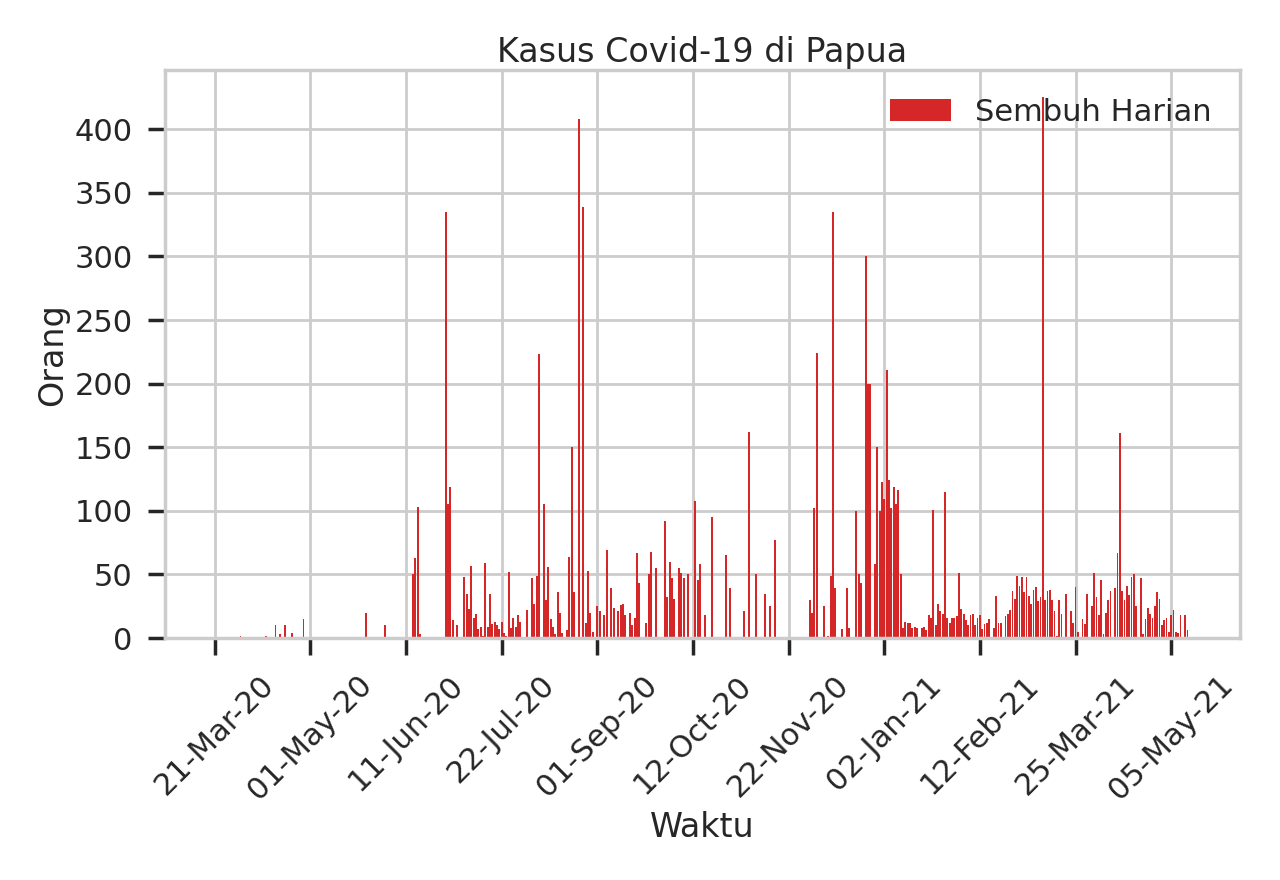 Kasus Covid-19 di Papua
Sembuh Harian
Orang
400
350
300
250
200
150
100
50
0
21-Mar-20
01-May-20
11-Jun-20
22-Jul-20
01-Sep-20
12-Oct-20
22-Nov-20
02-Jan-21
12-Feb-21
25-Mar-21
05-May-21
Waktu